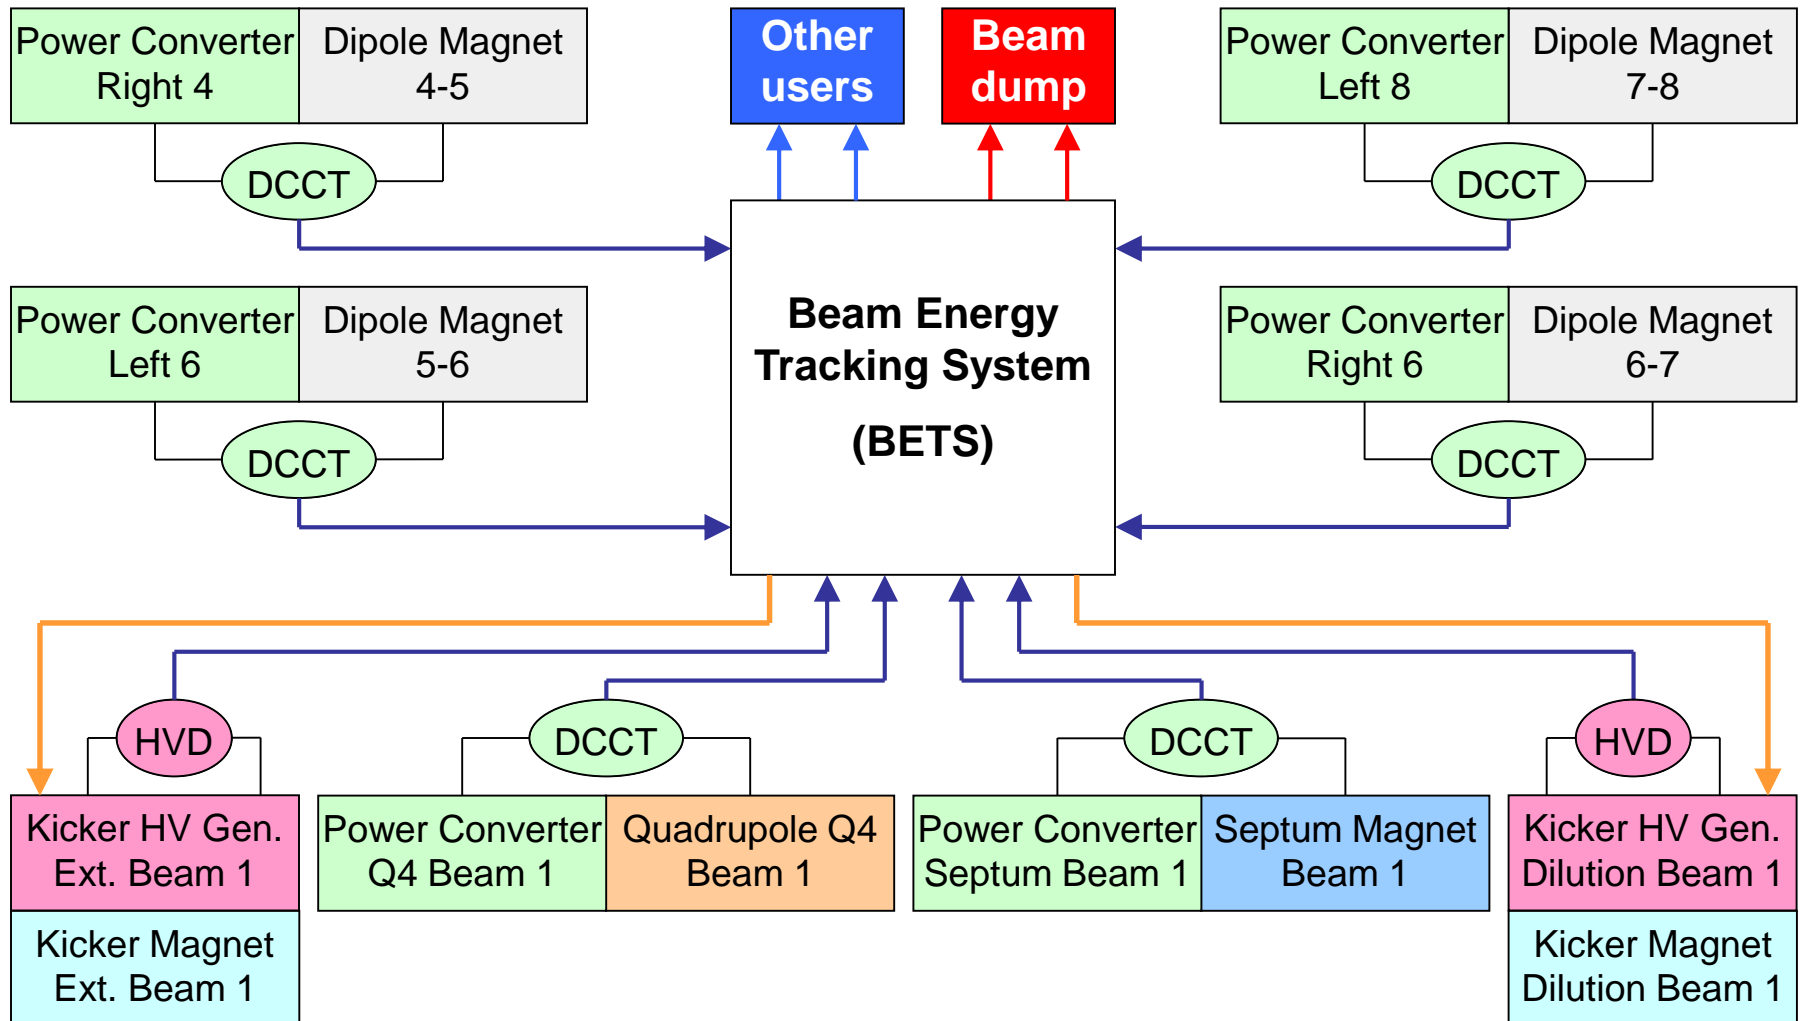 Power Converter
Right 4
Dipole Magnet
4-5
DCCT
Other
users
Beam
dump
Power Converter
Left 8
Dipole Magnet
7-8
DCCT
Power Converter
Left 6
Dipole Magnet
5-6
DCCT
Beam Energy
Tracking System
(BETS)
Power Converter
Right 6
Dipole Magnet
6-7
DCCT
HVD
DCCT
DCCT
HVD
Kicker HV Gen.
Ext. Beam 1
Power Converter
Q4 Beam 1
Quadrupole Q4
Beam 1
Power Converter
Septum Beam 1
Septum Magnet
Beam 1
Kicker HV Gen.
Dilution Beam 1
Kicker Magnet
Ext. Beam 1
Kicker Magnet
Dilution Beam 1